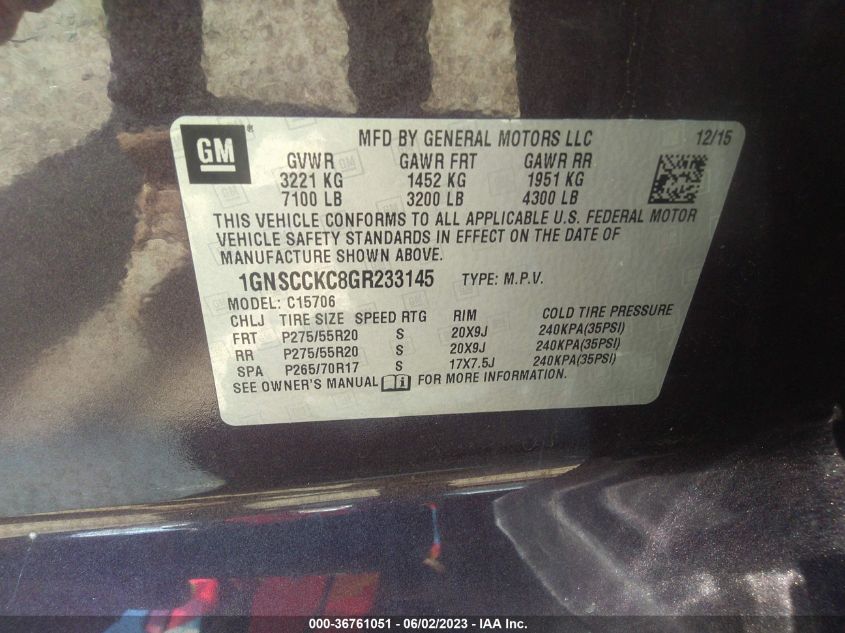 GM ® MFD BY GENERAL MOTORS LLC 12/15
GVWR GAWR FRT GAWR RR
3221 KG 1452 KG 1951 KG
7100 LB 3200 LB 4300 LB
THIS VEHICLE CONFORMS TO ALL APPLICABLE U.S. FEDERAL MOTOR
VEHICLE SAFETY STANDARDS IN EFFECT ON THE DATE OF
MANUFACTURE SHOWN ABOVE.
1GNSCCKC8GR233145 TYPE: M.P.V.
MODEL: C15706
CHLJ TIRE SIZE SPEED RTG RIM COLD TIRE PRESSURE
FRT P275/55R20 S 20X9J 240KPA(35PSI)
RR P275/55R20 S 20X9J 240KPA(35PSI)
SPA P265/70R17 S 17X7.5J 240KPA(35PSI)
SEE OWNER'S MANUAL FOR MORE INFORMATION.
000-36761051 - 06/02/2023 - IAA Inc.